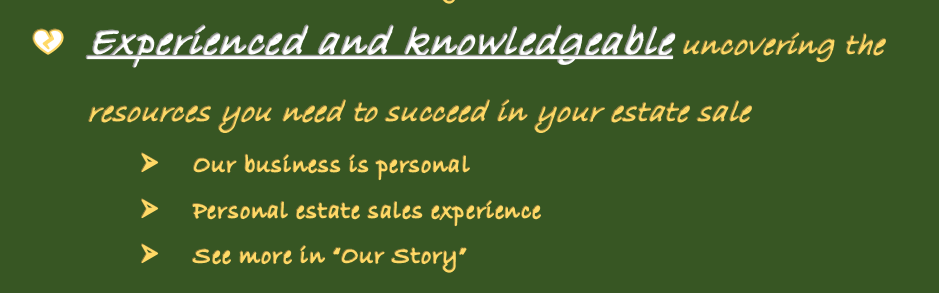 Experienced and knowledgeable uncovering the
resources you need to succeed in your estate sale
Our business is personal
Personal estate sales experience
See more in “Our Story”